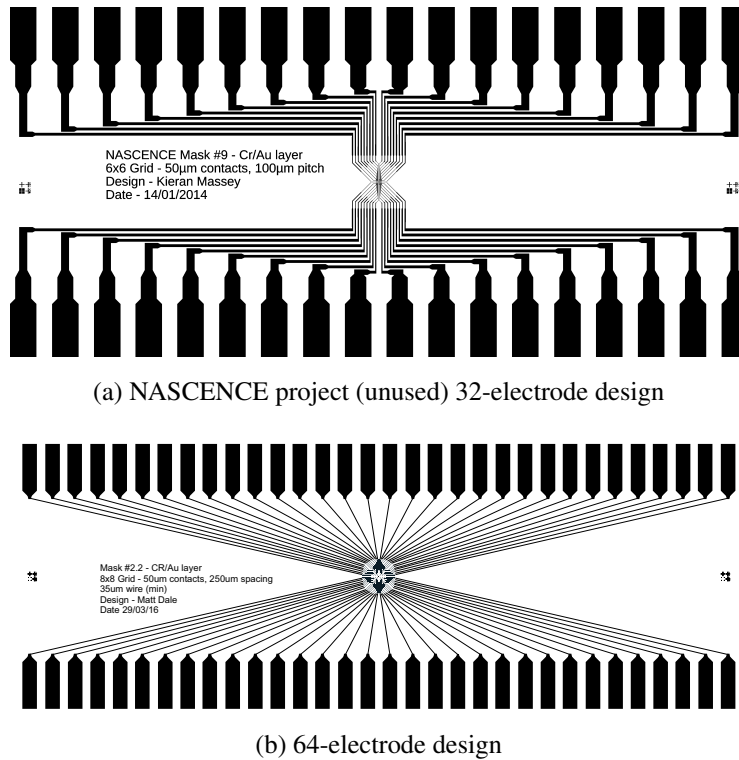 NASCENCE Mask #9 - Cr/Au layer
6x6 Grid - 50µm contacts, 100µm pitch
Design - Kieran Massey
Date - 14/01/2014
(a) NASCENCE project (unused) 32-electrode design
Mask #2.2 - CR/Au layer
8x8 Grid - 50um contacts, 250um spacing
35um wire (min)
Design - Matt Dale
Date 29/03/16
(b) 64-electrode design